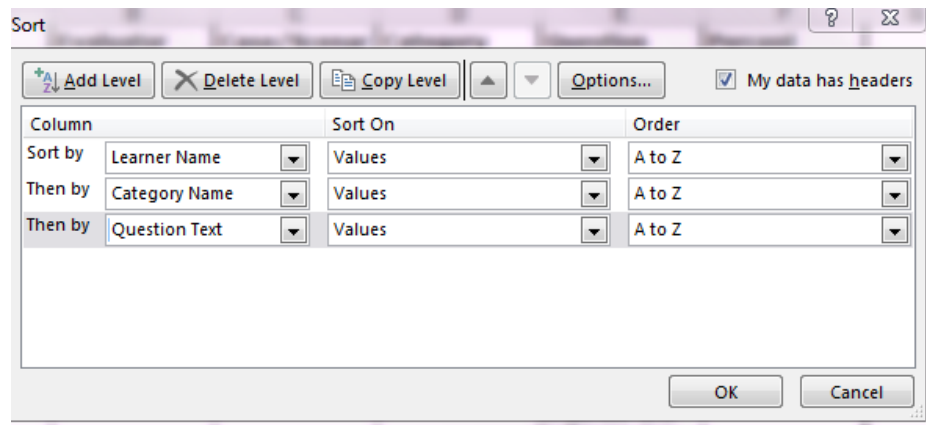 Sort
Add Level Delete Level Copy Level Options... My data has headers
Column Sort On Order
Sort by Learner Name Values A to Z
Then by Category Name Values A to Z
Then by Question Text Values A to Z
OK Cancel